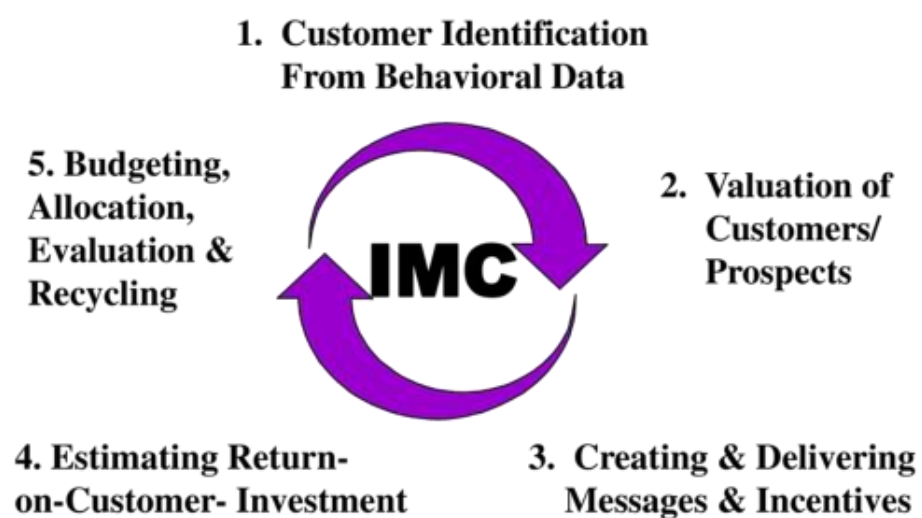 1. Customer Identification
From Behavioral Data
2. Valuation of
Customers/
Prospects
3. Creating & Delivering
Messages & Incentives
4. Estimating Return-
on-Customer- Investment
5. Budgeting,
Allocation,
Evaluation &
Recycling
IMC